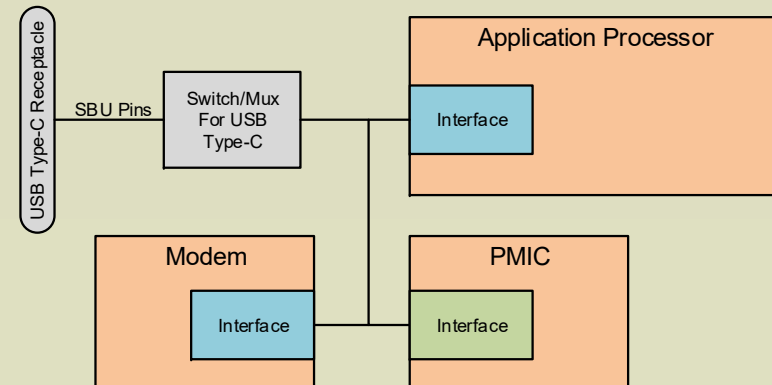 USB Type-C Receptacle
SBU Pins
Switch/Mux
For USB
Type-C
Application Processor
Interface
Modem
Interface
PMIC
Interface